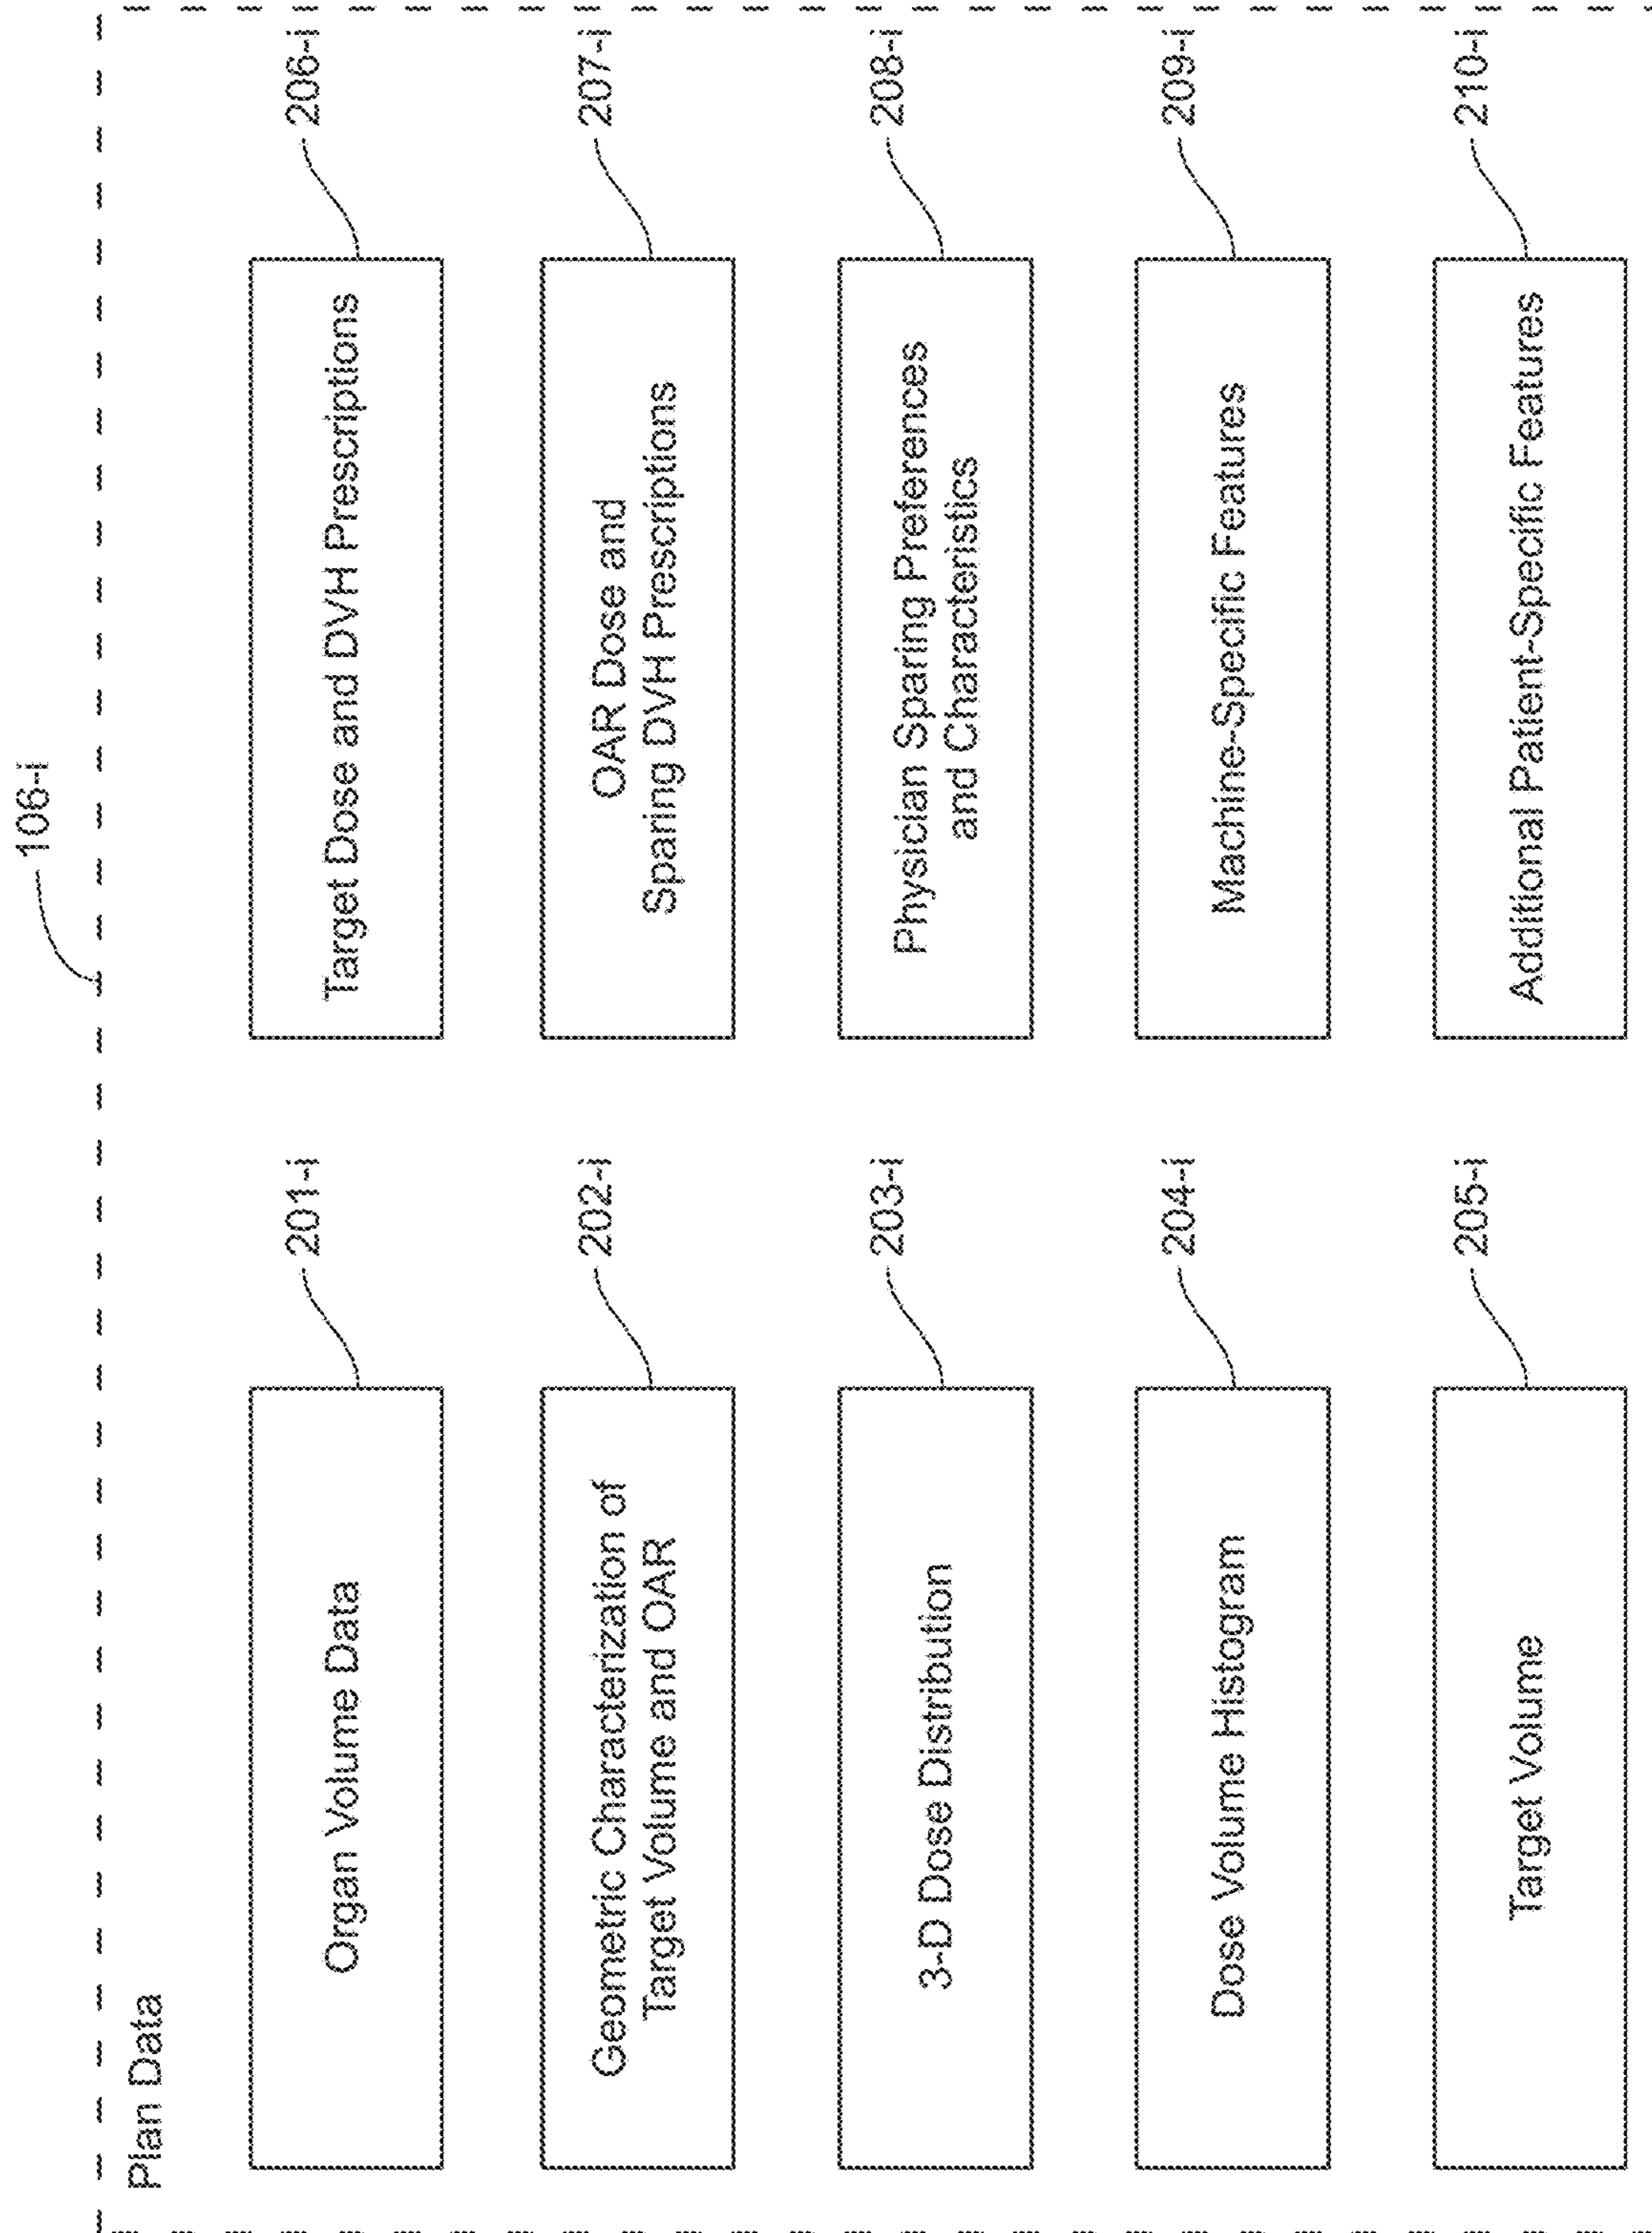 106-i
Plan Data
Organ Volume Data
201-i
Geometric Characterization of
Target Volume and OAR
202-i
3-D Dose Distribution
203-i
Dose Volume Histogram
204-i
Target Volume
205-i
Target Dose and DVH Prescriptions
206-i
OAR Dose and
Sparing DVH Prescriptions
207-i
Physician Sparing Preferences
and Characteristics
208-i
Machine-Specific Features
209-i
Additional Patient-Specific Features
210-i